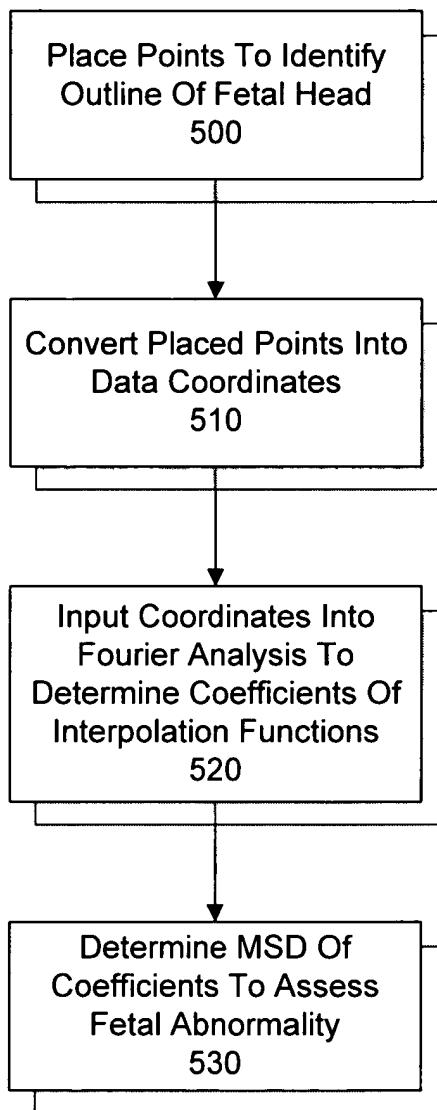 Place Points To Identify
Outline Of Fetal Head
500
Convert Placed Points Into
Data Coordinates
510
Input Coordinates Into
Fourier Analysis To
Determine Coefficients Of
Interpolation Functions
520
Determine MSD Of
Coefficients To Assess
Fetal Abnormality
530